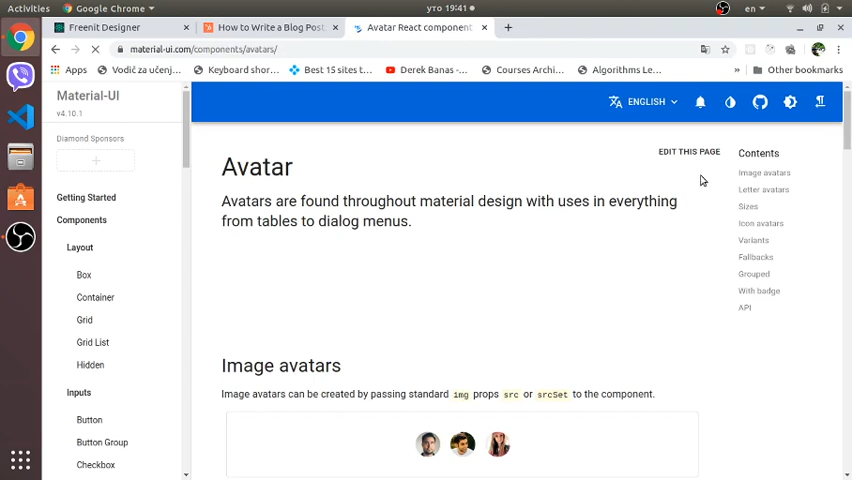 Activities
Google Chrome
уто 19:41
en
Freenit Designer
How to Write a Blog Post
Avatar React component
material-ui.com/components/avatars/
Apps
Vodič za učenj...
Keyboard shor...
Best 15 sites t...
Derek Banas –...
Courses Archi...
Algorithms Le...
»
Other bookmarks
Material-UI
v4.10.1
Diamond Sponsors
Getting Started
Components
Layout
Box
Container
Grid
Grid List
Hidden
Inputs
Button
Button Group
Checkbox
ENGLISH
EDIT THIS PAGE
Avatar
Avatars are found throughout material design with uses in everything
from tables to dialog menus.
Image avatars
Image avatars can be created by passing standard img props src or srcSet to the component.
Contents
Image avatars
Letter avatars
Sizes
Icon avatars
Variants
Fallbacks
Grouped
With badge
API